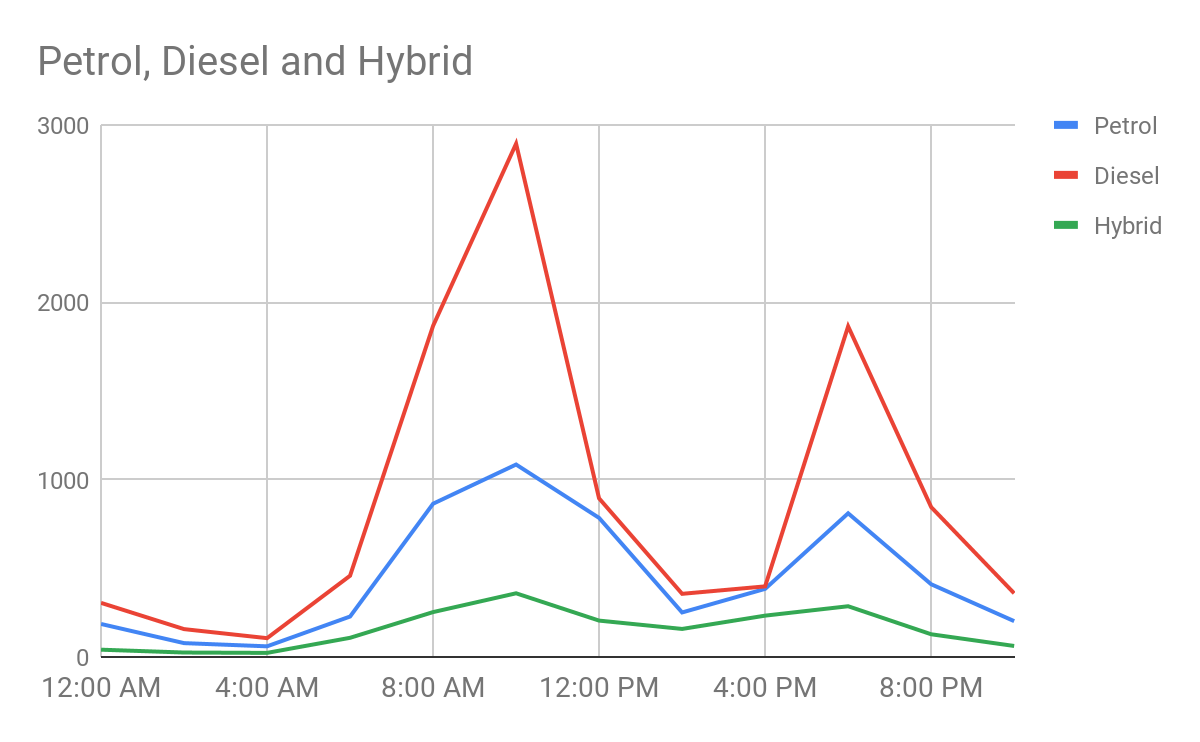 Petrol, Diesel and Hybrid
3000
2000
1000
0
12:00 AM 4:00 AM 8:00 AM 12:00 PM 4:00 PM 8:00 PM
Petrol
Diesel
Hybrid